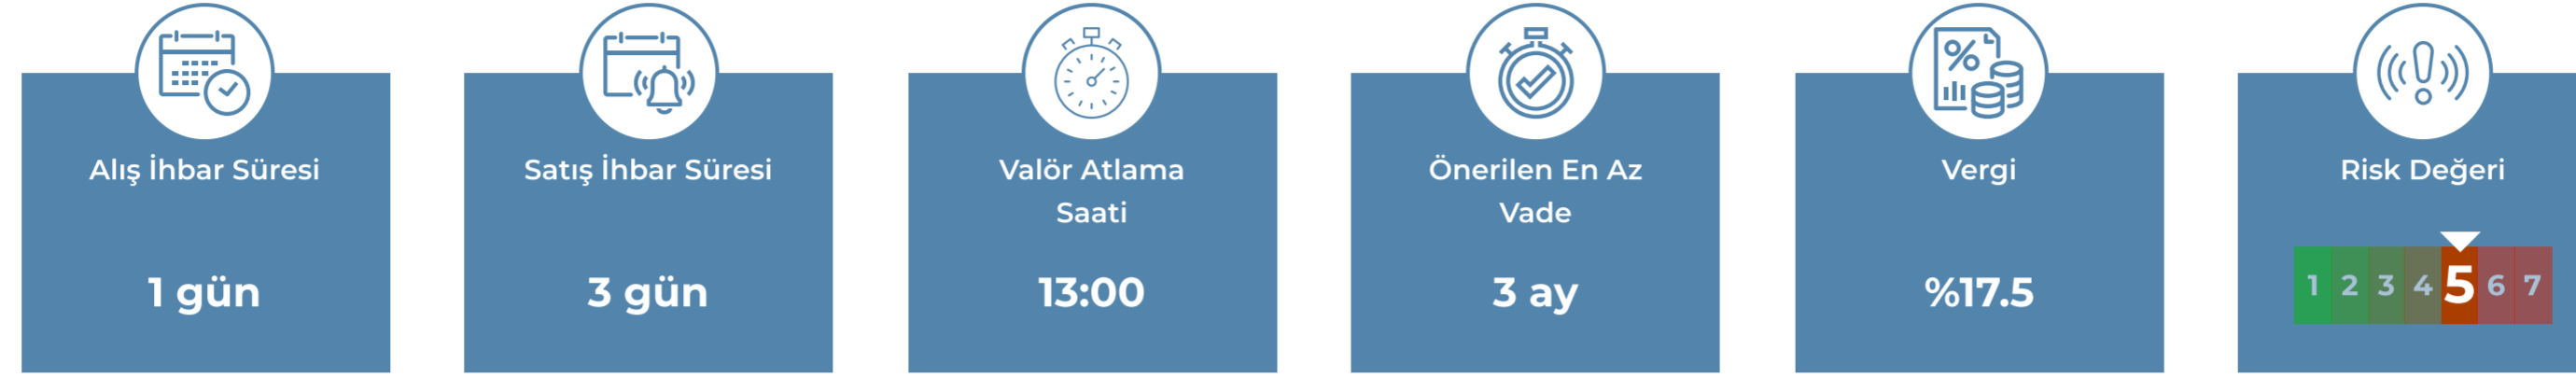 Alış İhbar Süresi
1 gün
Satış İhbar Süresi
3 gün
Valör Atlama
Saati
13:00
Önerilen En Az
Vade
3 ay
%
Vergi
%17.5
Risk Değeri
1 2 3 4 5 6 7